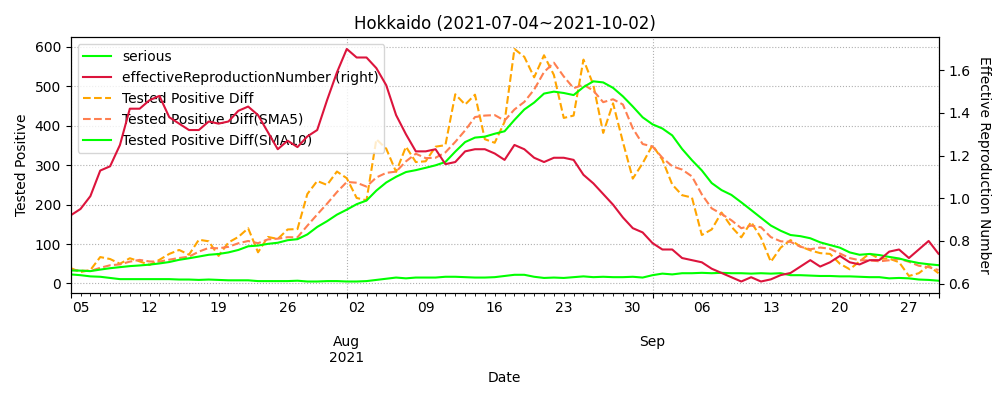 Hokkaido (2021-07-04~2021-10-02)
serious
effectiveReproductionNumber (right)
Tested Positive Diff
Tested Positive Diff(SMA5)
Tested Positive Diff(SMA10)
600
500
400
300
200
100
0
Tested Positive
1.6
1.4
1.2
1.0
0.8
0.6
Effective Reproduction Number
05 12 19 26 02 09 16 23 30 06 13 20 27
Aug Sep
2021
Date